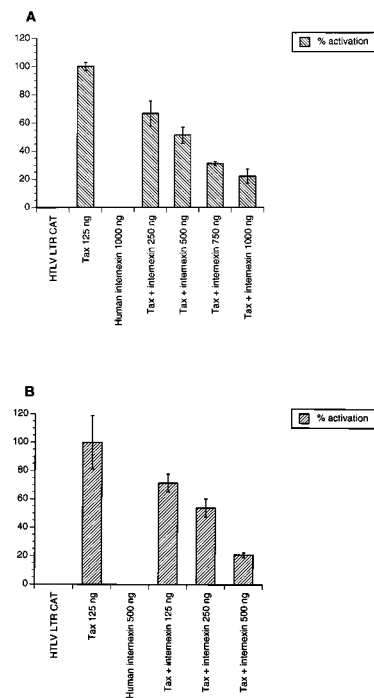 A
% activation
120
100
80
60
40
20
0
HTLV LTR CAT
Tax 125 ng
Human internexin 1000 ng
Tax + internexin 250 ng
Tax + internexin 500 ng
Tax + internexin 750 ng
Tax + internexin 1000 ng
B
% activation
120
100
80
60
40
20
0
HTLV LTR CAT
Tax 125 ng
Human internexin 500 ng
Tax + internexin 125 ng
Tax + internexin 250 ng
Tax + internexin 500 ng